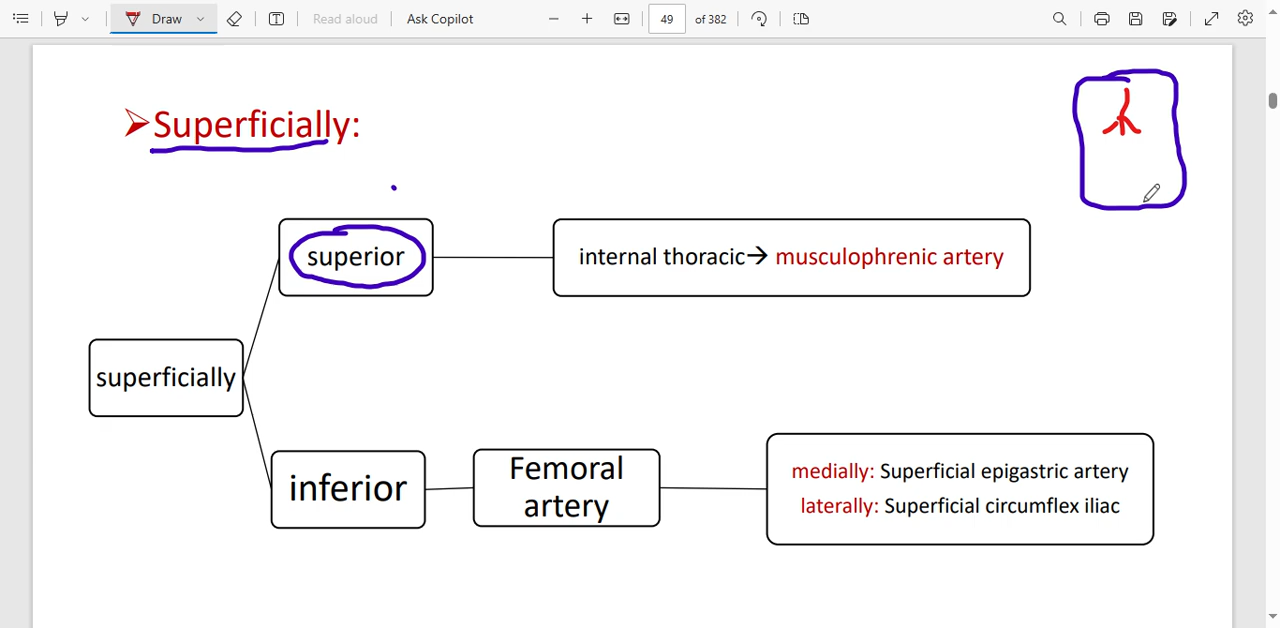 Draw
Read aloud
Ask Copilot
49 of 382
Superficially:
superior
internal thoracic→ musculophrenic artery
superficially
inferior
Femoral
artery
medially: Superficial epigastric artery
laterally: Superficial circumflex iliac